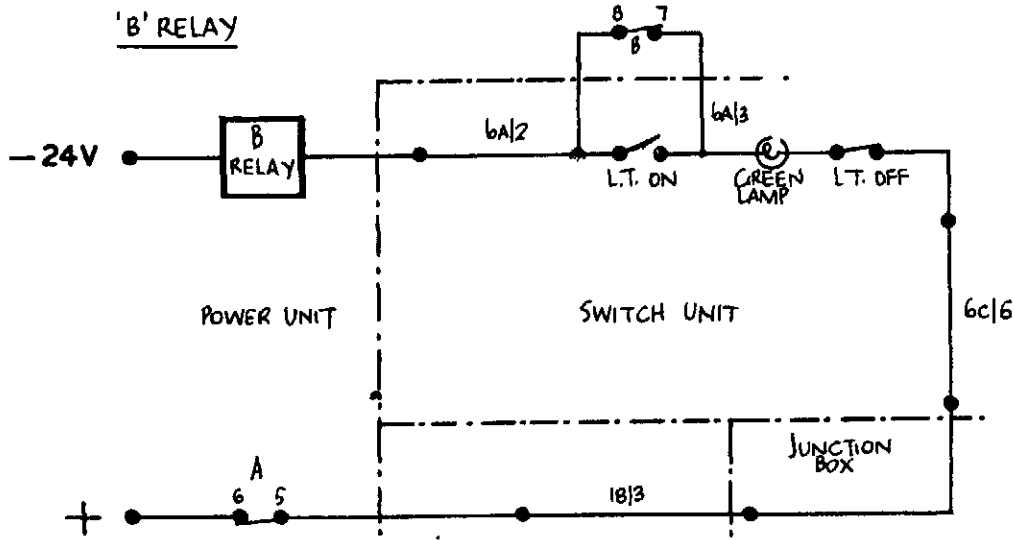 'B' RELAY
8 7
B
6A/2
6A/3
-24V
B
RELAY
L.T. ON
GREEN
LAMP
L.T. OFF
POWER UNIT
SWITCH UNIT
6C/6
JUNCTION
BOX
A
6 5
1B/3
+